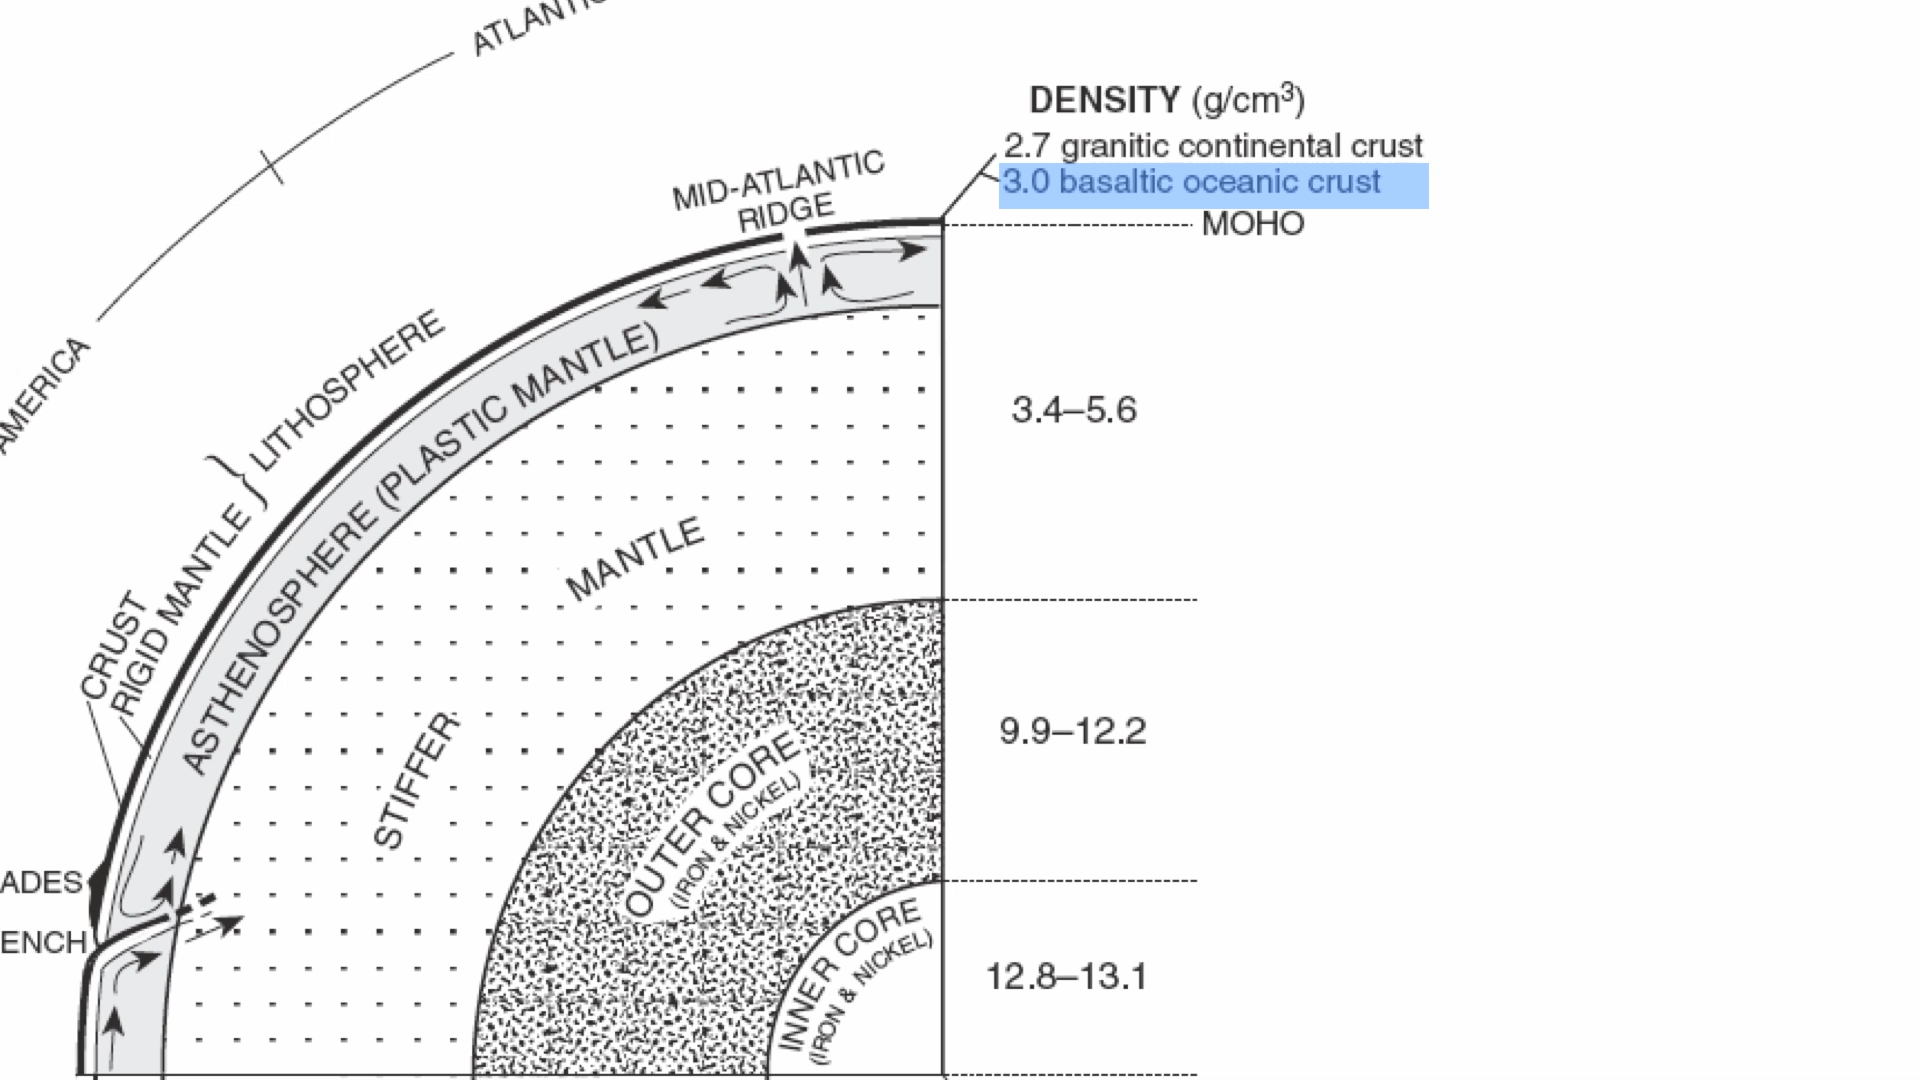 ATLANTIC
DENSITY (g/cm³)
2.7 granitic continental crust
3.0 basaltic oceanic crust
MOHO
MID-ATLANTIC
RIDGE
AMERICA
LITHOSPHERE
CRUST
RIGID MANTLE
ASTHENOSPHERE (PLASTIC MANTLE)
3.4–5.6
STIFFER
MANTLE
9.9–12.2
OUTER CORE
(IRON & NICKEL)
ADES
ENCH
INNER CORE
(IRON & NICKEL)
12.8–13.1